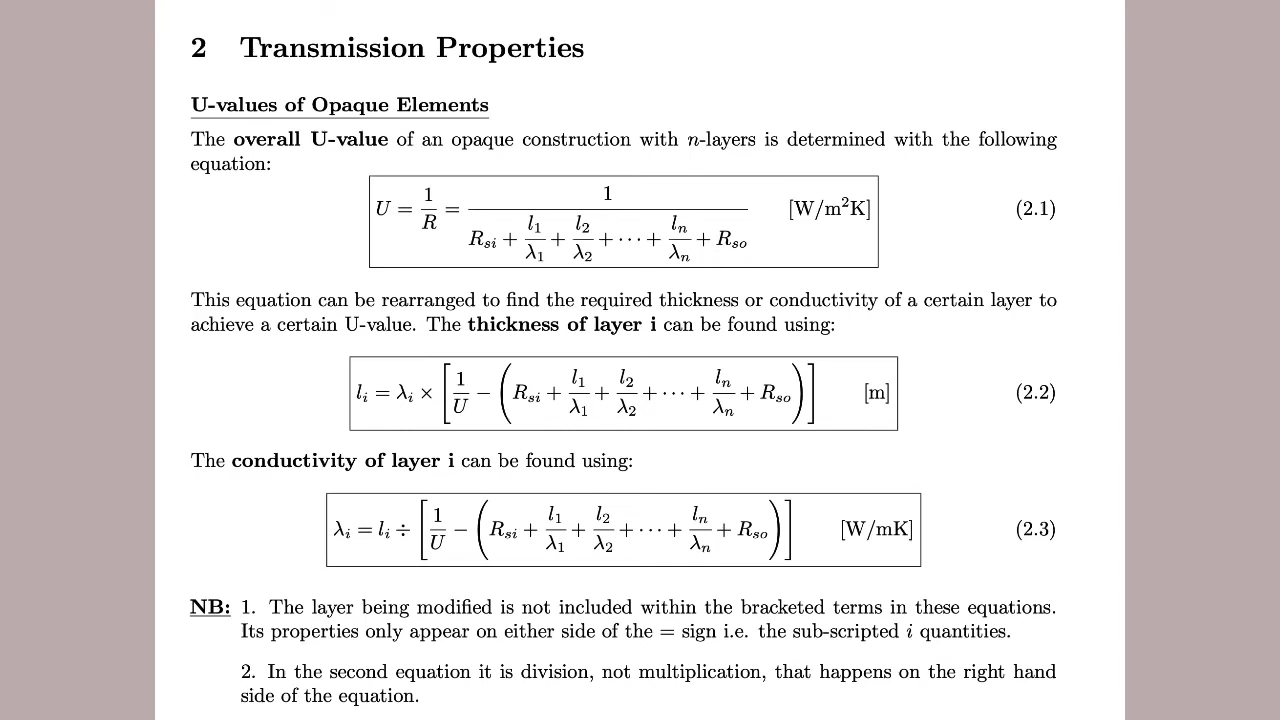 2 Transmission Properties
U-values of Opaque Elements
The overall U-value of an opaque construction with n-layers is determined with the following
equation:
U = 1/R = 1/(R_si + l_1/λ_1 + l_2/λ_2 + ··· + l_n/λ_n + R_so) [W/m²K] (2.1)
This equation can be rearranged to find the required thickness or conductivity of a certain layer to
achieve a certain U-value. The thickness of layer i can be found using:
l_i = λ_i × [1/U − (R_si + l_1/λ_1 + l_2/λ_2 + ··· + l_n/λ_n + R_so)] [m] (2.2)
The conductivity of layer i can be found using:
λ_i = l_i ÷ [1/U − (R_si + l_1/λ_1 + l_2/λ_2 + ··· + l_n/λ_n + R_so)] [W/mK] (2.3)
NB: 1. The layer being modified is not included within the bracketed terms in these equations.
Its properties only appear on either side of the = sign i.e. the sub-scripted i quantities.
2. In the second equation it is division, not multiplication, that happens on the right hand
side of the equation.